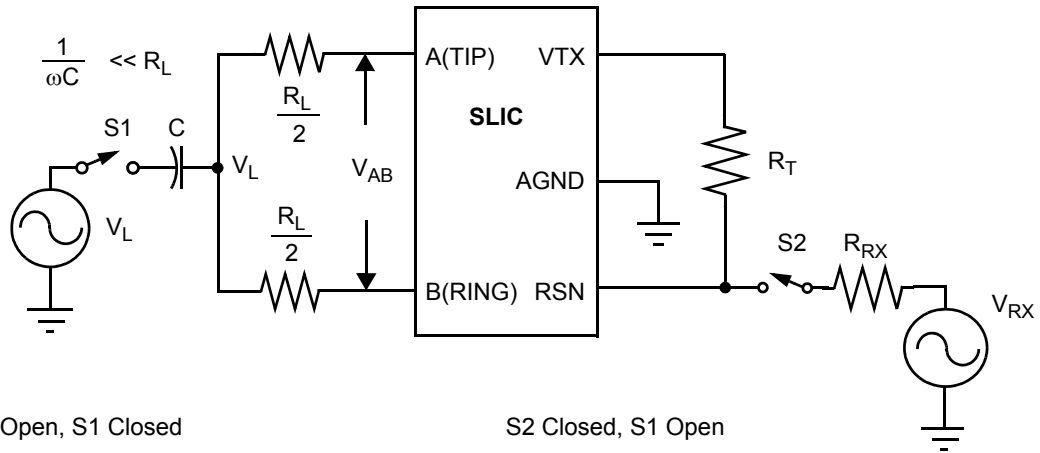 1
ωC
<< R_L
S1
C
V_L
V_L
R_L
2
R_L
2
V_AB
A(TIP)
VTX
SLIC
AGND
B(RING)
RSN
R_T
S2
R_RX
V_RX
Open, S1 Closed
S2 Closed, S1 Open